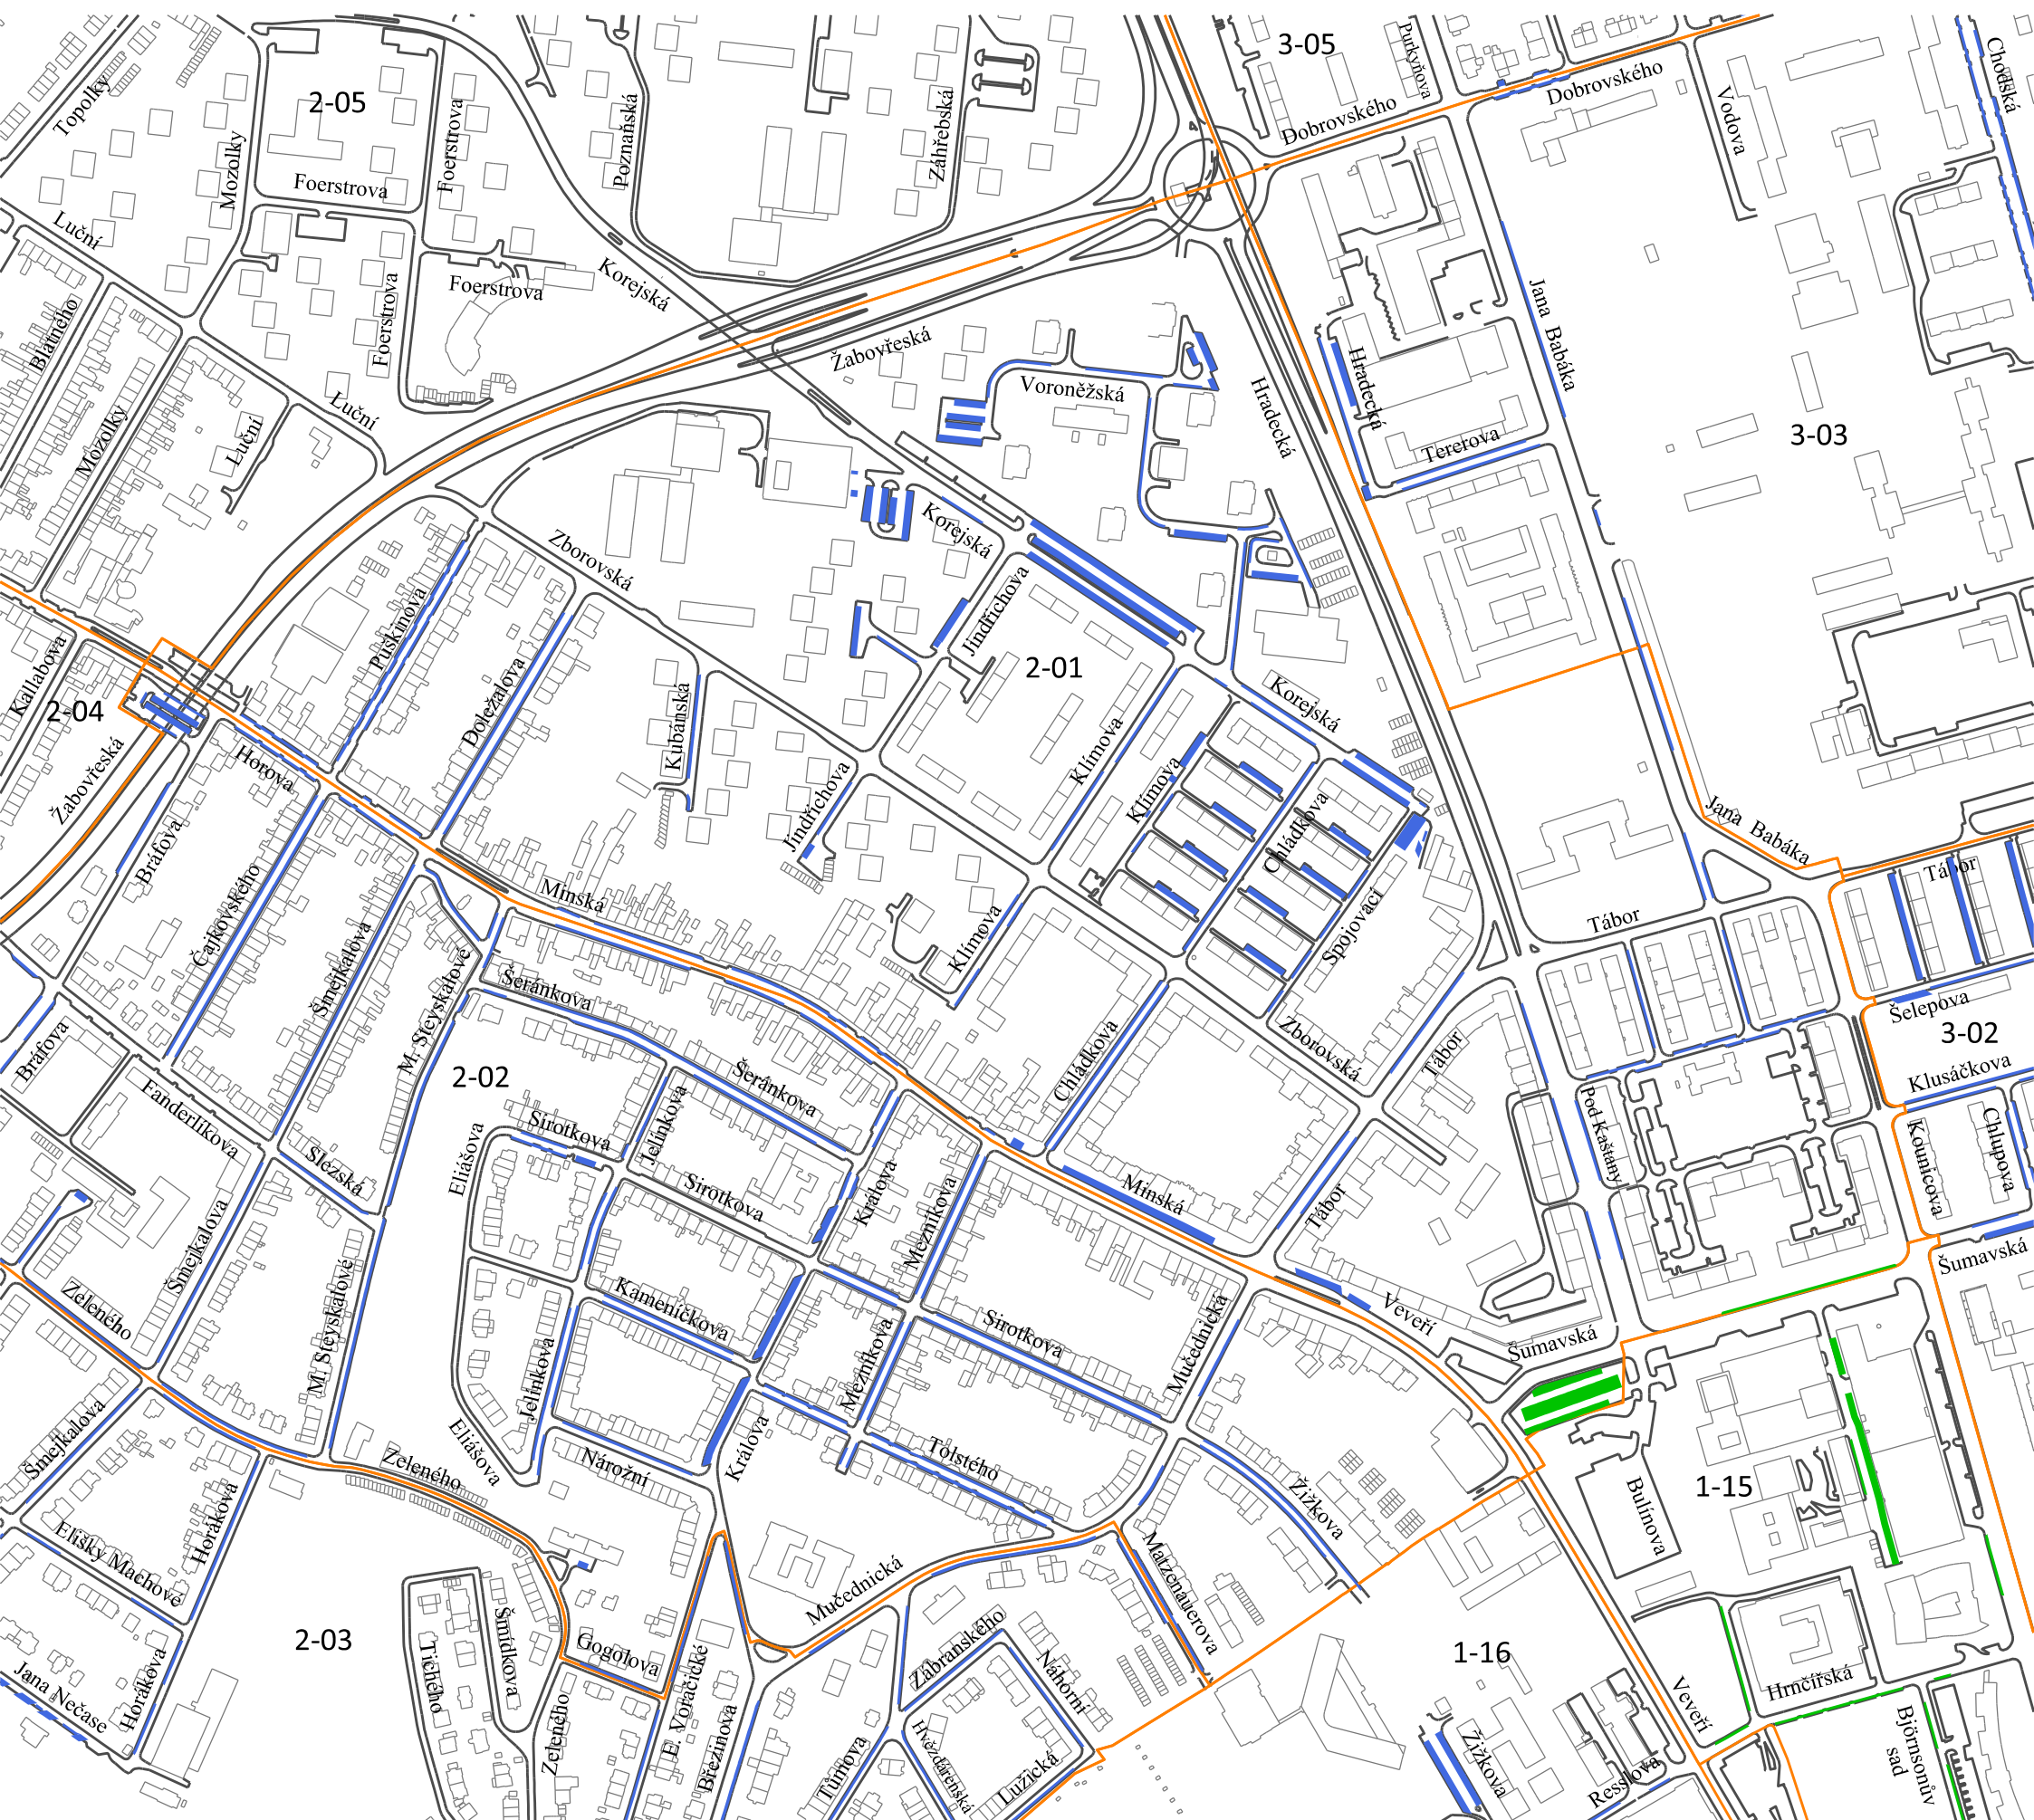 3-05
Purkyňova
Chodská
Topolky
2-05
Foerstrova
Poznaňská
Záhřebská
Dobrovského
Dobrovského
Vodova
Mozolky
Foerstrova
Luční
Korejská
Foerstrova
Foerstrova
Blatného
Žabovřeská
Jana Babáka
Voroněžská
Hradecká
Hradecká
Mozolky
Luční
Luční
Tererova
3-03
Korejská
Zborovská
Puškinova
Jindřichova
Kallabova
2-01
2-04
Doležalova
Kubánská
Korejská
Klímova
Klímova
Horova
Žabovřeská
Jindřichova
Chládkova
Jana Babáka
Bráfova
Minská
Tábor
Čajkovského
Klímova
Spojovací
Tábor
Šmejkalova
M. Steyskalové
Šeránkova
Šelepova
3-02
Bráfova
2-02
Šeránkova
Chládkova
Zborovská
Tábor
Klusáčkova
Fanderlíkova
Sirotkova
Jelínkova
Eliášova
Pod Kaštany
Kounicova
Chlupova
Slezská
Sirotkova
Králova
Mezníkova
Minská
Tábor
Šmejkalova
Šumavská
Zeleného
M. Steyskalové
Kameníčkova
Sirotkova
Mučednická
Veveří
Šumavská
Mezníkova
Jelínkova
Šmejkalova
Eliášova
Zeleného
Nárožní
Králova
Tolstého
Žižkova
1-15
Bulínova
Horákova
Elišky Machové
Matzenauerova
Mučednická
2-03
Tichého
Šmídkova
Gogolova
Zábranského
Náhorní
1-16
Hrnčířská
Veveří
Jana Nečase
Horákova
Zeleného
E. Voračické
Březinova
Tůmova
Hvězdárenská
Lužická
Žižkova
Resslova
Björnsonův
sad